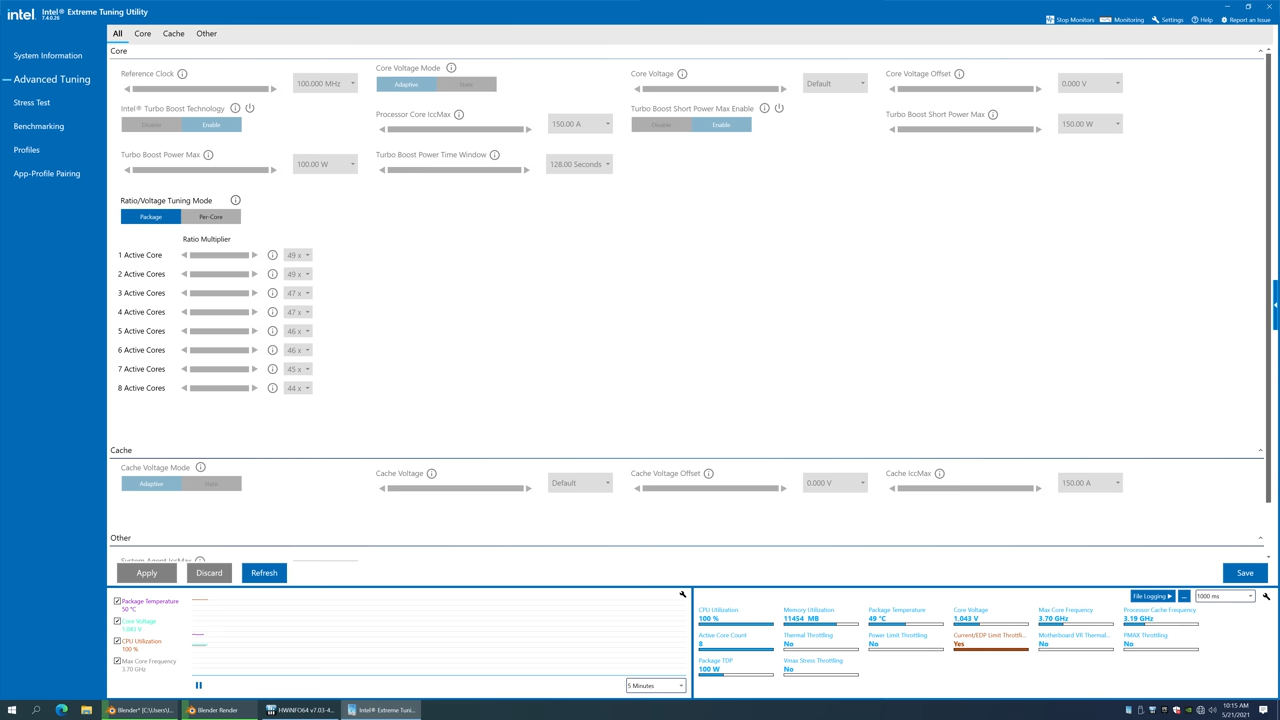 intel. Intel® Extreme Tuning Utility
7.4.0.26
Stop Monitors Monitoring Settings Help Report an Issue
All Core Cache Other
System Information
Advanced Tuning
Stress Test
Benchmarking
Profiles
App-Profile Pairing
Core
Reference Clock 100.000 MHz
Core Voltage Mode
Adaptive Static
Core Voltage Default
Core Voltage Offset 0.000 V
Intel® Turbo Boost Technology
Disable Enable
Processor Core IccMax 150.00 A
Turbo Boost Short Power Max Enable
Disable Enable
Turbo Boost Short Power Max 150.00 W
Turbo Boost Power Max 100.00 W
Turbo Boost Power Time Window 128.00 Seconds
Ratio/Voltage Tuning Mode
Package Per-Core
Ratio Multiplier
1 Active Core 49 x
2 Active Cores 49 x
3 Active Cores 47 x
4 Active Cores 47 x
5 Active Cores 46 x
6 Active Cores 46 x
7 Active Cores 45 x
8 Active Cores 44 x
Cache
Cache Voltage Mode
Adaptive Static
Cache Voltage Default
Cache Voltage Offset 0.000 V
Cache IccMax 150.00 A
Other
System Agent IccMax
Apply Discard Refresh Save
Package Temperature
50 °C
Core Voltage
1.043 V
CPU Utilization
100 %
Max Core Frequency
3.70 GHz
5 Minutes
File Logging ... 1000 ms
CPU Utilization Memory Utilization Package Temperature Core Voltage Max Core Frequency Processor Cache Frequency
100 % 11454 MB 49 °C 1.043 V 3.70 GHz 3.19 GHz
Active Core Count Thermal Throttling Power Limit Throttling Current/EDP Limit Throttli... Motherboard VR Thermal... PMAX Throttling
8 No No Yes No No
Package TDP Vmax Stress Throttling
100 W No
Blender* [C:\Users\I... Blender Render HWiNFO64 v7.03-4... Intel® Extreme Tuni...
10:15 AM
5/21/2021